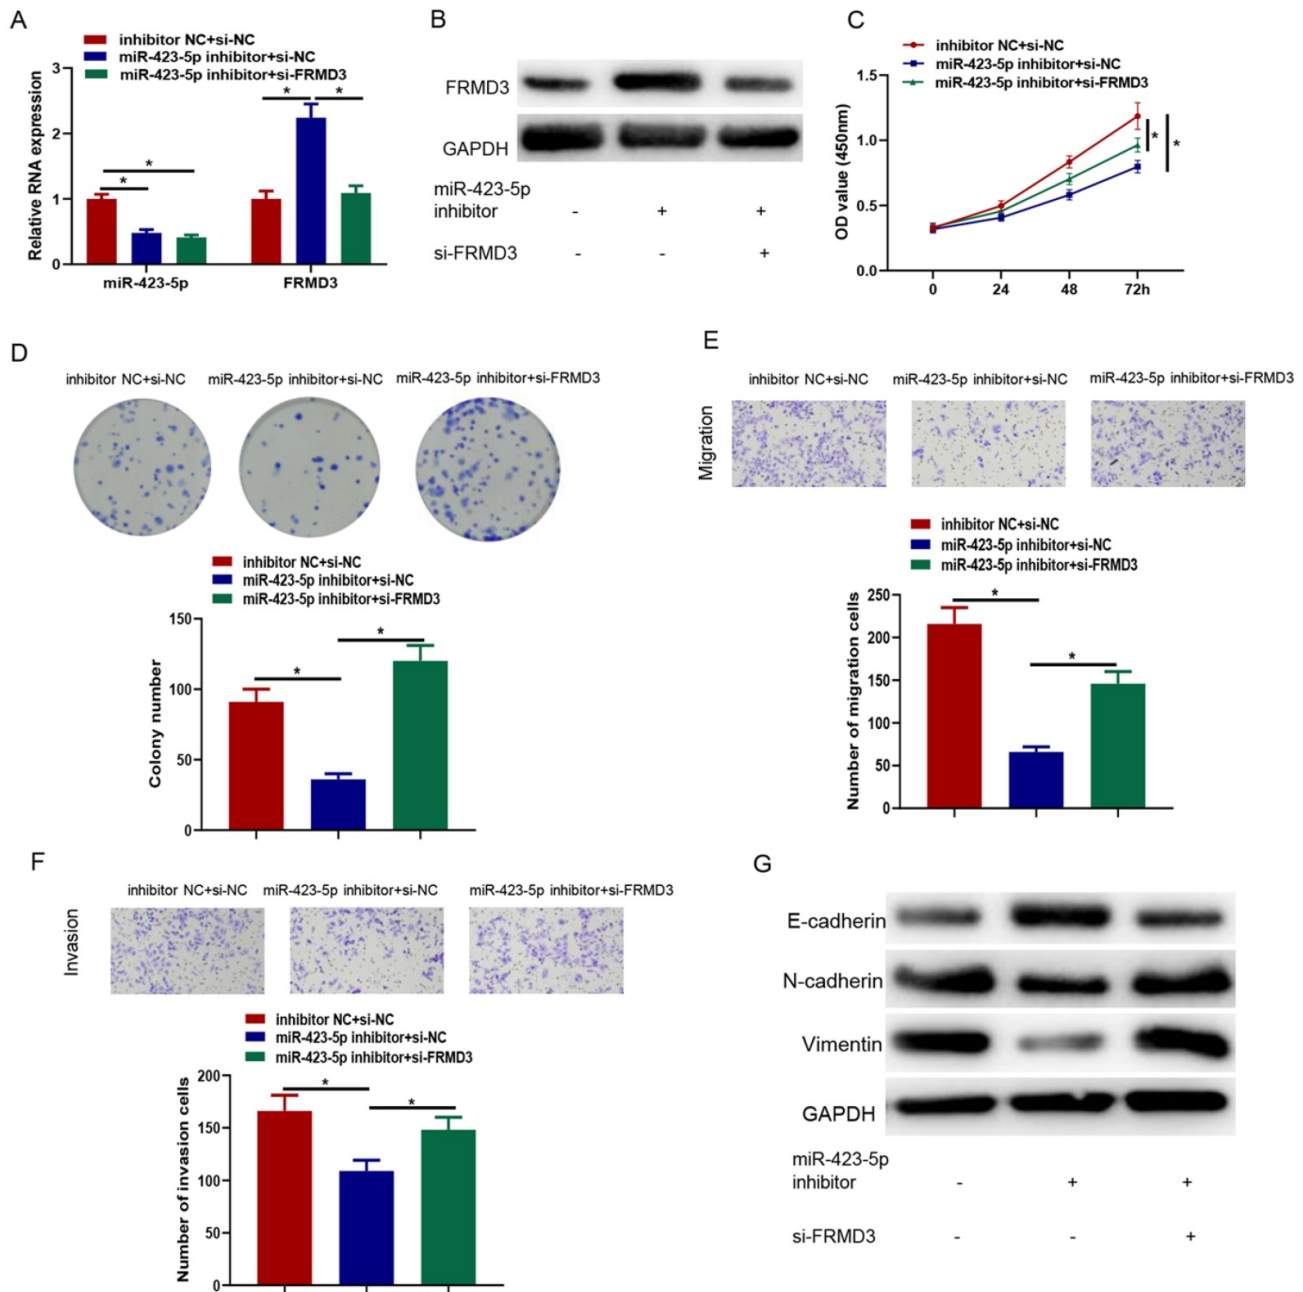 A
inhibitor NC+si-NC
miR-423-5p inhibitor+si-NC
miR-423-5p inhibitor+si-FRMD3
Relative RNA expression
3
2
1
0
* * * *
miR-423-5p FRMD3
B
FRMD3
GAPDH
miR-423-5p
inhibitor - + +
si-FRMD3 - - +
C
inhibitor NC+si-NC
miR-423-5p inhibitor+si-NC
miR-423-5p inhibitor+si-FRMD3
OD value (450nm)
1.5
1.0
0.5
0.0
* *
0 24 48 72h
D
inhibitor NC+si-NC miR-423-5p inhibitor+si-NC miR-423-5p inhibitor+si-FRMD3
inhibitor NC+si-NC
miR-423-5p inhibitor+si-NC
miR-423-5p inhibitor+si-FRMD3
Colony number
150
100
50
0
* *
E
inhibitor NC+si-NC miR-423-5p inhibitor+si-NC miR-423-5p inhibitor+si-FRMD3
Migration
inhibitor NC+si-NC
miR-423-5p inhibitor+si-NC
miR-423-5p inhibitor+si-FRMD3
Number of migration cells
250
200
150
100
50
0
* *
F
inhibitor NC+si-NC miR-423-5p inhibitor+si-NC miR-423-5p inhibitor+si-FRMD3
Invasion
inhibitor NC+si-NC
miR-423-5p inhibitor+si-NC
miR-423-5p inhibitor+si-FRMD3
Number of invasion cells
200
150
100
50
0
* *
G
E-cadherin
N-cadherin
Vimentin
GAPDH
miR-423-5p
inhibitor - + +
si-FRMD3 - - +